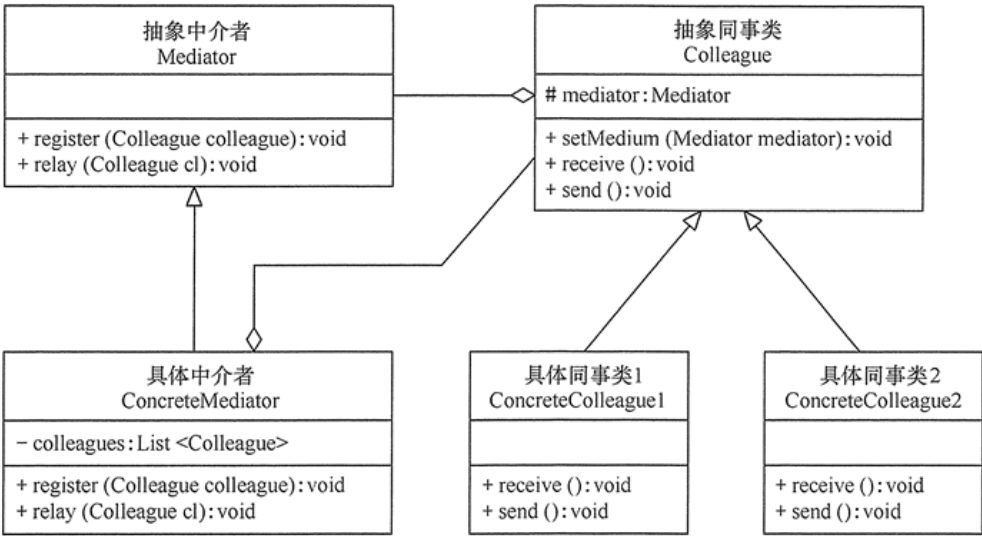 抽象中介者
Mediator
+ register (Colleague colleague):void
+ relay (Colleague cl):void
抽象同事类
Colleague
# mediator:Mediator
+ setMedium (Mediator mediator):void
+ receive ():void
+ send ():void
具体中介者
ConcreteMediator
− colleagues:List <Colleague>
+ register (Colleague colleague):void
+ relay (Colleague cl):void
具体同事类1
ConcreteColleague1
+ receive ():void
+ send ():void
具体同事类2
ConcreteColleague2
+ receive ():void
+ send ():void